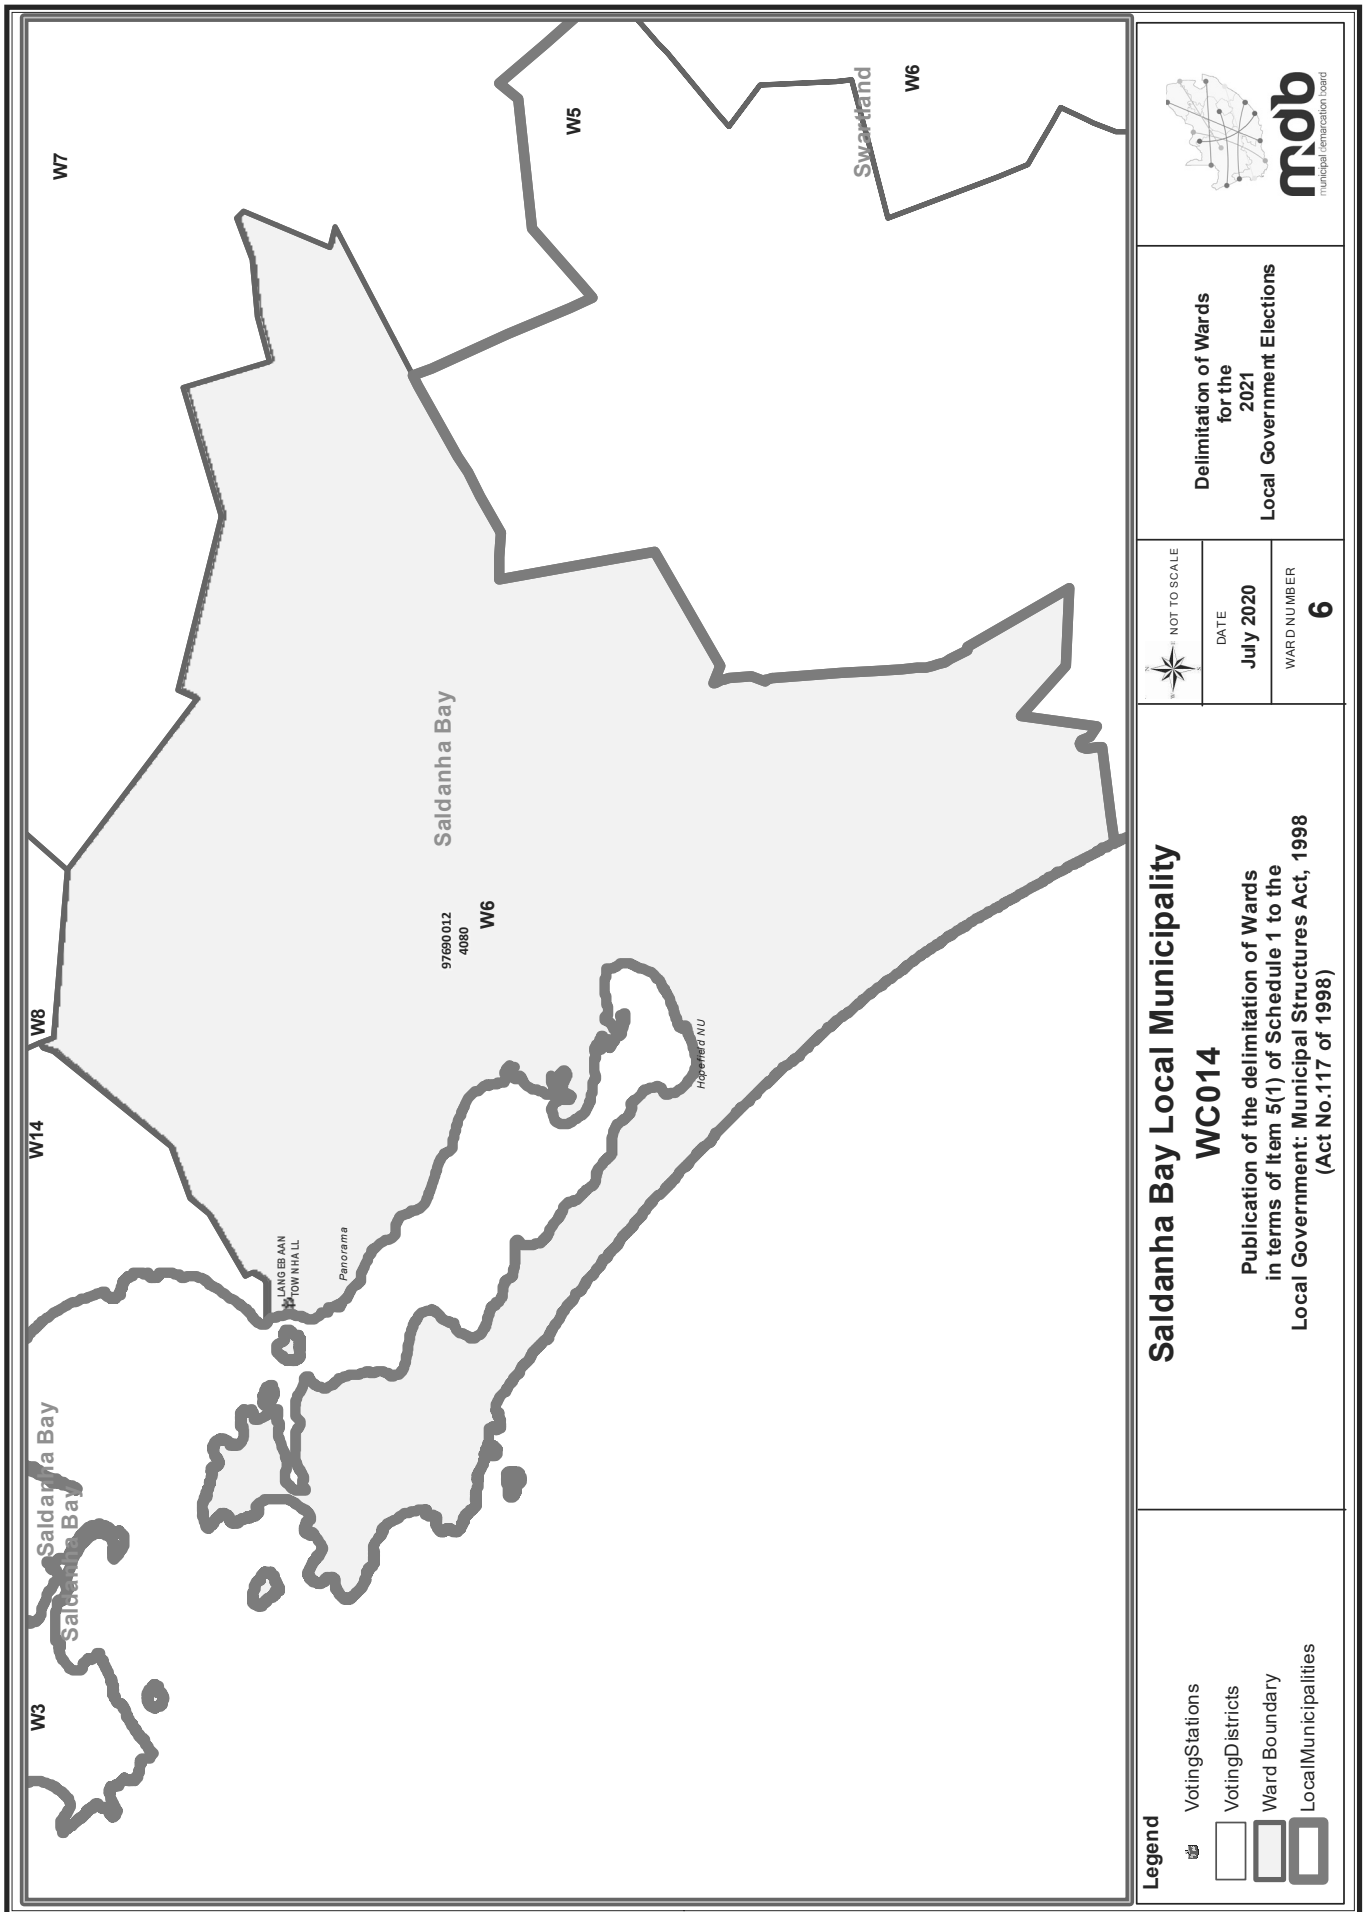 W3
Saldanha Bay
Saldanha Bay
W14
W8
W7
LANGEBAAN
TOWN HALL
Panorama
97690012
4080
W6
Saldanha Bay
Hopefield NU
W5
Swartland
W6
Legend
VotingStations
VotingDistricts
Ward Boundary
LocalMunicipalities
Saldanha Bay Local Municipality
WC014
Publication of the delimitation of Wards
in terms of Item 5(1) of Schedule 1 to the
Local Government: Municipal Structures Act, 1998
(Act No.117 of 1998)
NOT TO SCALE
DATE
July 2020
WARD NUMBER
6
Delimitation of Wards
for the
2021
Local Government Elections
mdb
municipal demarcation board